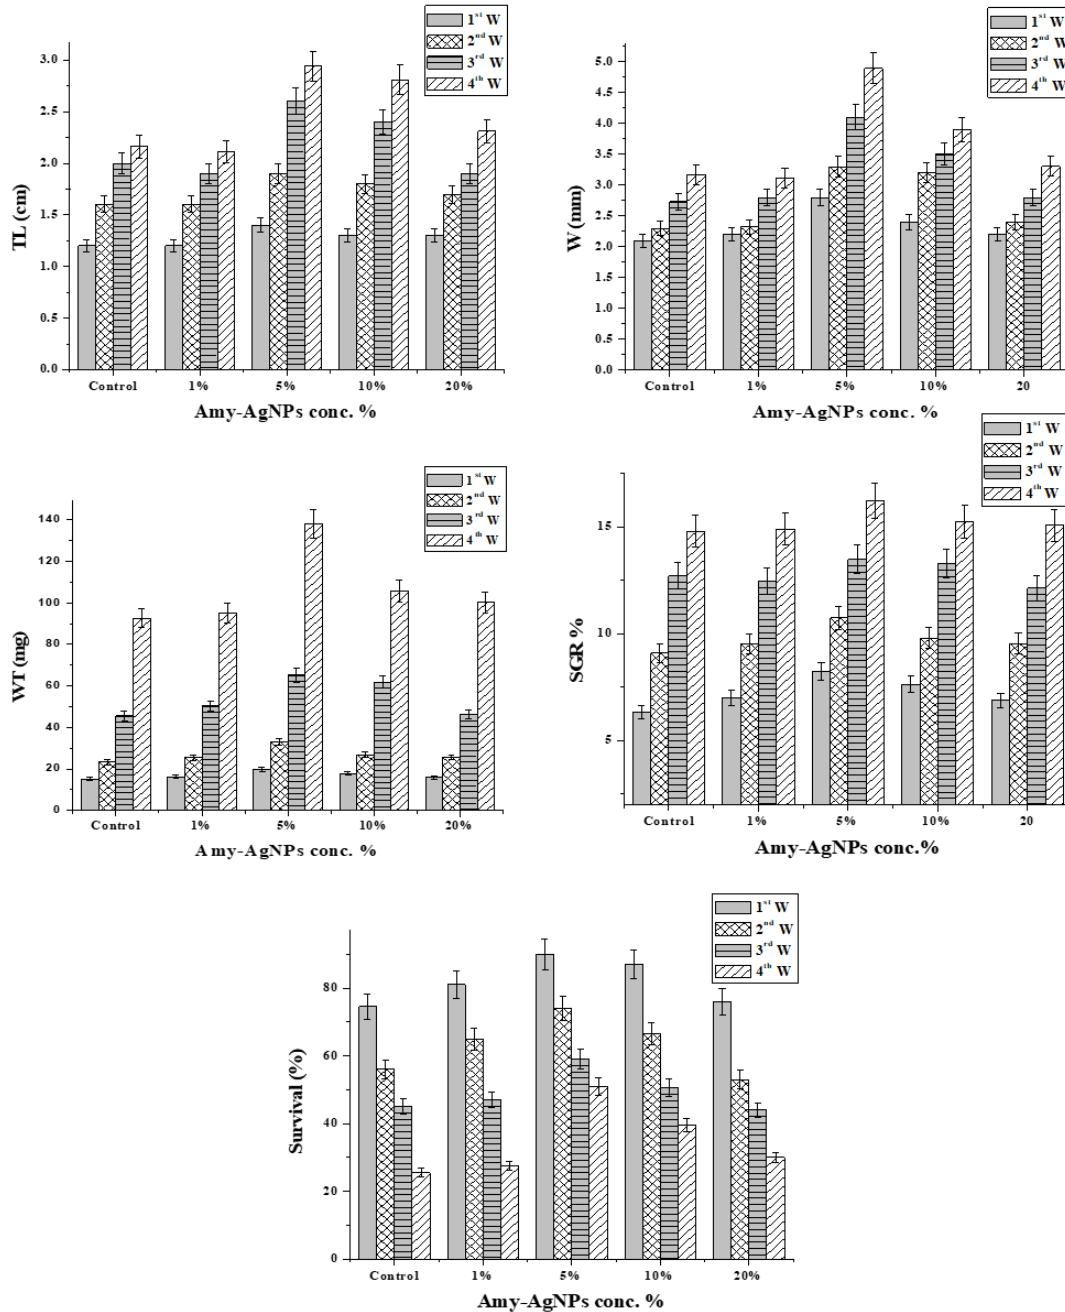 1st W
2nd W
3rd W
4th W
TL (cm)
3.0
2.5
2.0
1.5
1.0
0.5
0.0
Control 1% 5% 10% 20%
Amy-AgNPs conc. %
1st W
2nd W
3rd W
4th W
W (mm)
5.0
4.5
4.0
3.5
3.0
2.5
2.0
1.5
1.0
0.5
0.0
Control 1% 5% 10% 20
Amy-AgNPs conc. %
1st W
2nd W
3rd W
4th W
WT (mg)
140
120
100
80
60
40
20
0
Control 1% 5% 10% 20%
Amy-AgNPs conc. %
1st W
2nd W
3rd W
4th W
SGR %
15
10
5
Control 1% 5% 10% 20
Amy-AgNPs conc.%
1st W
2nd W
3rd W
4th W
Survival (%)
80
60
40
20
0
Control 1% 5% 10% 20%
Amy-AgNPs conc. %